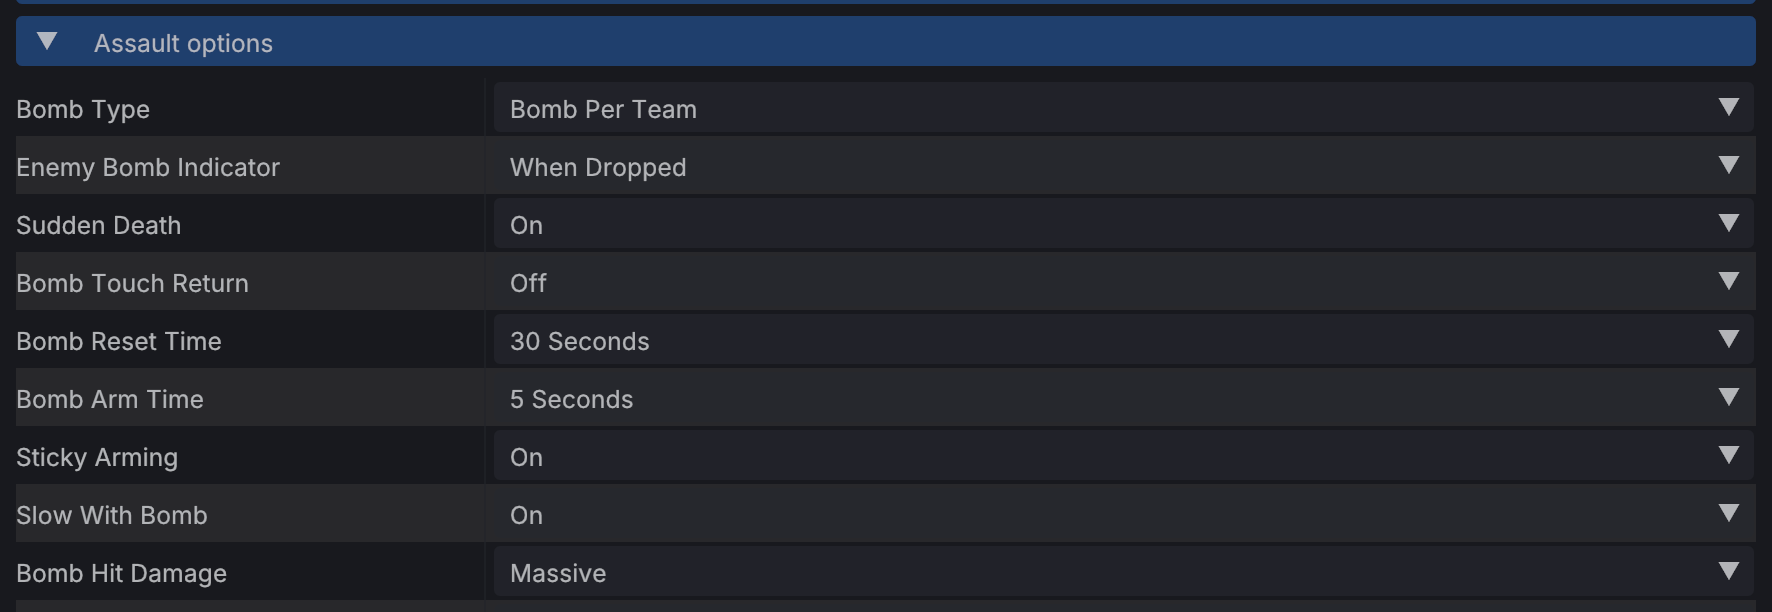 Assault options
Bomb Type Bomb Per Team
Enemy Bomb Indicator When Dropped
Sudden Death On
Bomb Touch Return Off
Bomb Reset Time 30 Seconds
Bomb Arm Time 5 Seconds
Sticky Arming On
Slow With Bomb On
Bomb Hit Damage Massive